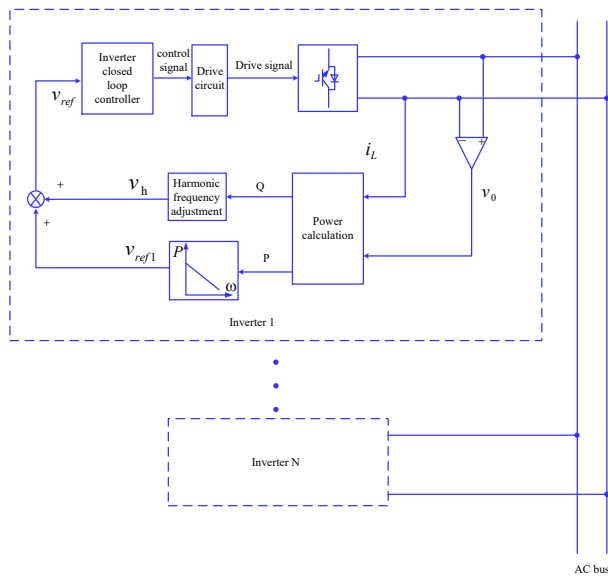 Inverter
closed
loop
controller
control
signal
Drive
circuit
Drive signal
v_ref
i_L
− +
v_0
+
v_h
Harmonic
frequency
adjustment
Q
Power
calculation
+
v_ref1
P
ω
P
Inverter 1
Inverter N
AC bus